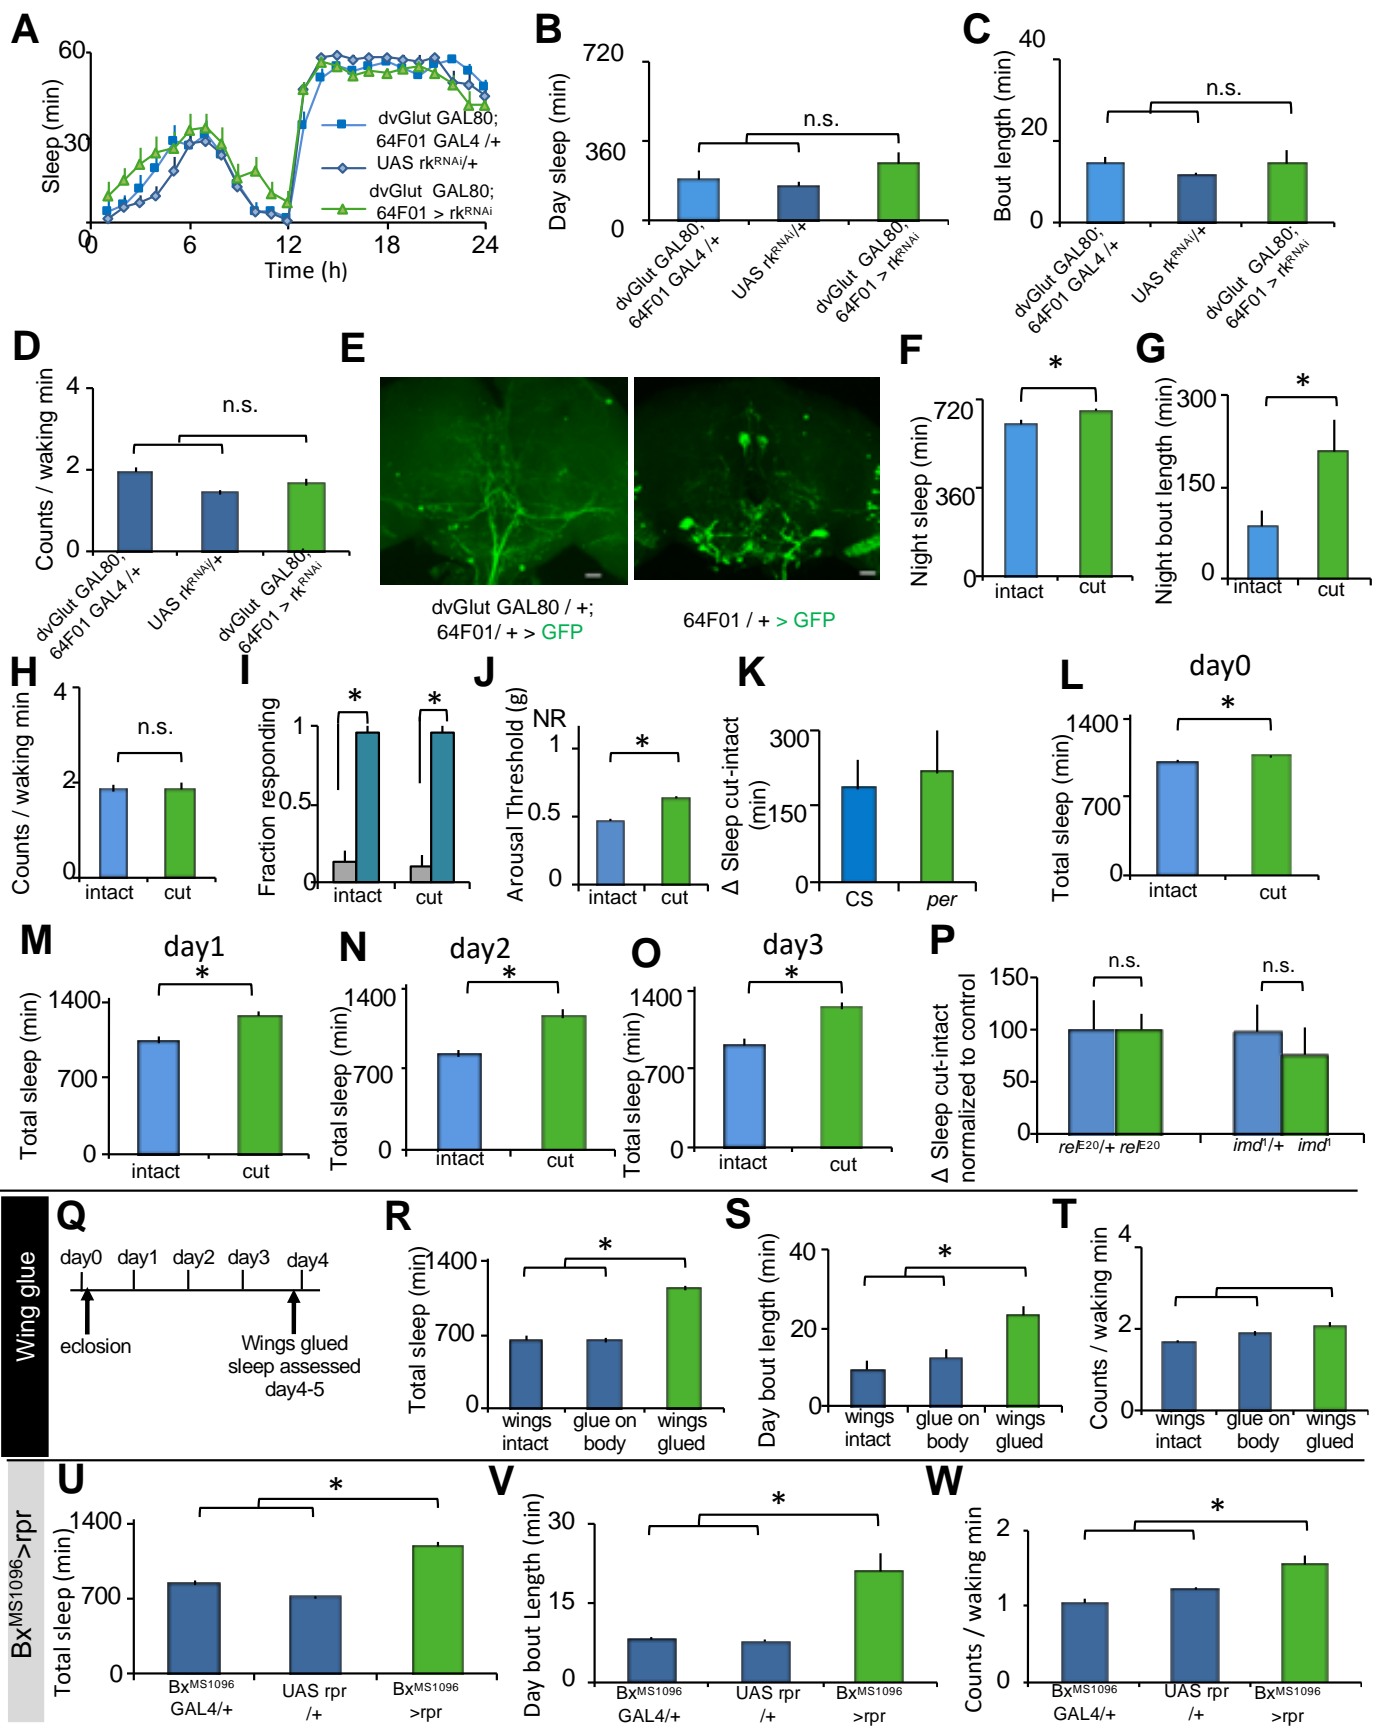 A
60
30
0
Sleep (min)
0
6
12
18
24
Time (h)
dvGlut GAL80;
64F01 GAL4 /+
UAS rkRNAi/+
dvGlut GAL80;
64F01 > rkRNAi
B
720
360
0
Day sleep (min)
n.s.
dvGlut GAL80;
64F01 GAL4 /+
UAS rkRNAi/+
dvGlut GAL80;
64F01 > rkRNAi
C
40
20
0
Bout length (min)
n.s.
dvGlut GAL80;
64F01 GAL4 /+
UAS rkRNAi/+
dvGlut GAL80;
64F01 > rkRNAi
D
4
2
0
Counts / waking min
n.s.
dvGlut GAL80;
64F01 GAL4 /+
UAS rkRNAi/+
dvGlut GAL80;
64F01 > rkRNAi
E
dvGlut GAL80 / +;
64F01/ + > GFP
64F01 / + > GFP
F
720
360
0
Night sleep (min)
*
intact
cut
G
300
150
0
Night bout length (min)
*
intact
cut
H
4
2
0
Counts / waking min
n.s.
intact
cut
I
1
0.5
0
Fraction responding
*
*
intact
cut
J
NR
1
0.5
0
Arousal Threshold (g)
*
intact
cut
K
300
150
0
Δ Sleep cut-intact
(min)
CS
per
L
day0
1400
700
0
Total sleep (min)
*
intact
cut
M
day1
1400
700
0
Total sleep (min)
*
intact
cut
N
day2
1400
700
0
Total sleep (min)
*
intact
cut
O
day3
1400
700
0
Total sleep (min)
*
intact
cut
P
150
100
50
0
Δ Sleep cut-intact
normalized to control
n.s.
n.s.
relE20/+ relE20
imd1/+ imd1
Wing glue
Q
day0 day1 day2 day3 day4
eclosion
Wings glued
sleep assessed
day4-5
R
1400
700
0
Total sleep (min)
*
wings
intact
glue on
body
wings
glued
S
40
20
0
Day bout length (min)
*
wings
intact
glue on
body
wings
glued
T
4
2
0
Counts / waking min
wings
intact
glue on
body
wings
glued
BxMS1096>rpr
U
1400
700
0
Total sleep (min)
*
BxMS1096
GAL4/+
UAS rpr
/+
BxMS1096
>rpr
V
30
15
0
Day bout Length (min)
*
BxMS1096
GAL4/+
UAS rpr
/+
BxMS1096
>rpr
W
2
1
0
Counts / waking min
*
BxMS1096
GAL4/+
UAS rpr
/+
BxMS1096
>rpr